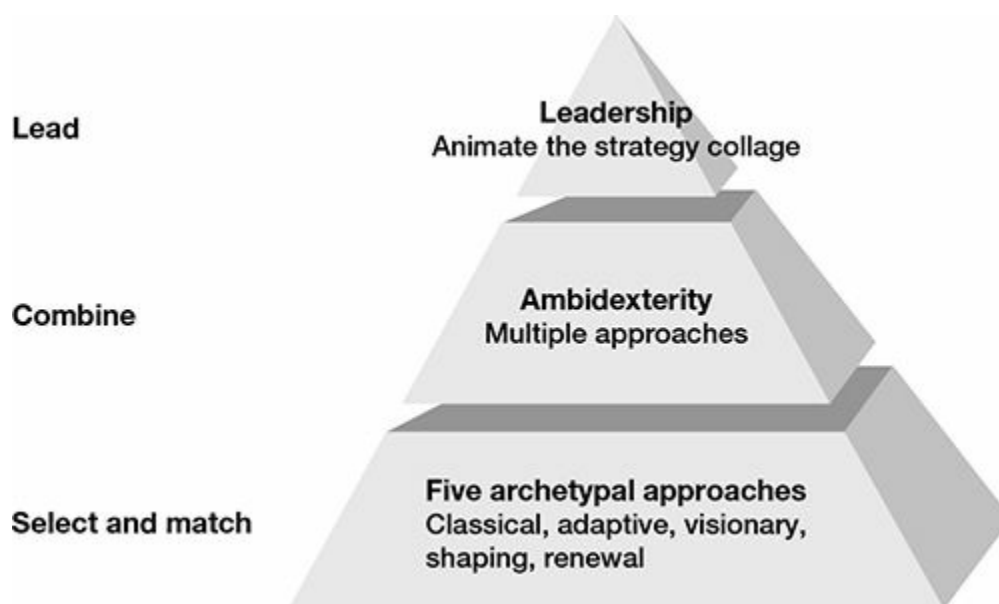 Lead
Leadership
Animate the strategy collage
Combine
Ambidexterity
Multiple approaches
Select and match
Five archetypal approaches
Classical, adaptive, visionary,
shaping, renewal